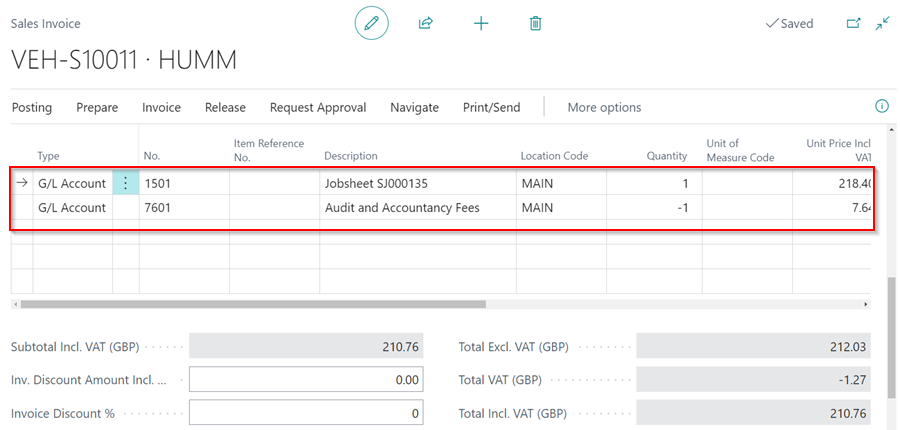 Sales Invoice
Saved
VEH-S10011 · HUMM
Posting Prepare Invoice Release Request Approval Navigate Print/Send More options
Type No. Item Reference No. Description Location Code Quantity Unit of Measure Code Unit Price Incl VAT
G/L Account 1501 Jobsheet SJ000135 MAIN 1 218.40
G/L Account 7601 Audit and Accountancy Fees MAIN -1 7.64
Subtotal Incl. VAT (GBP) 210.76 Total Excl. VAT (GBP) 212.03
Inv. Discount Amount Incl. ... 0.00 Total VAT (GBP) -1.27
Invoice Discount % 0 Total Incl. VAT (GBP) 210.76